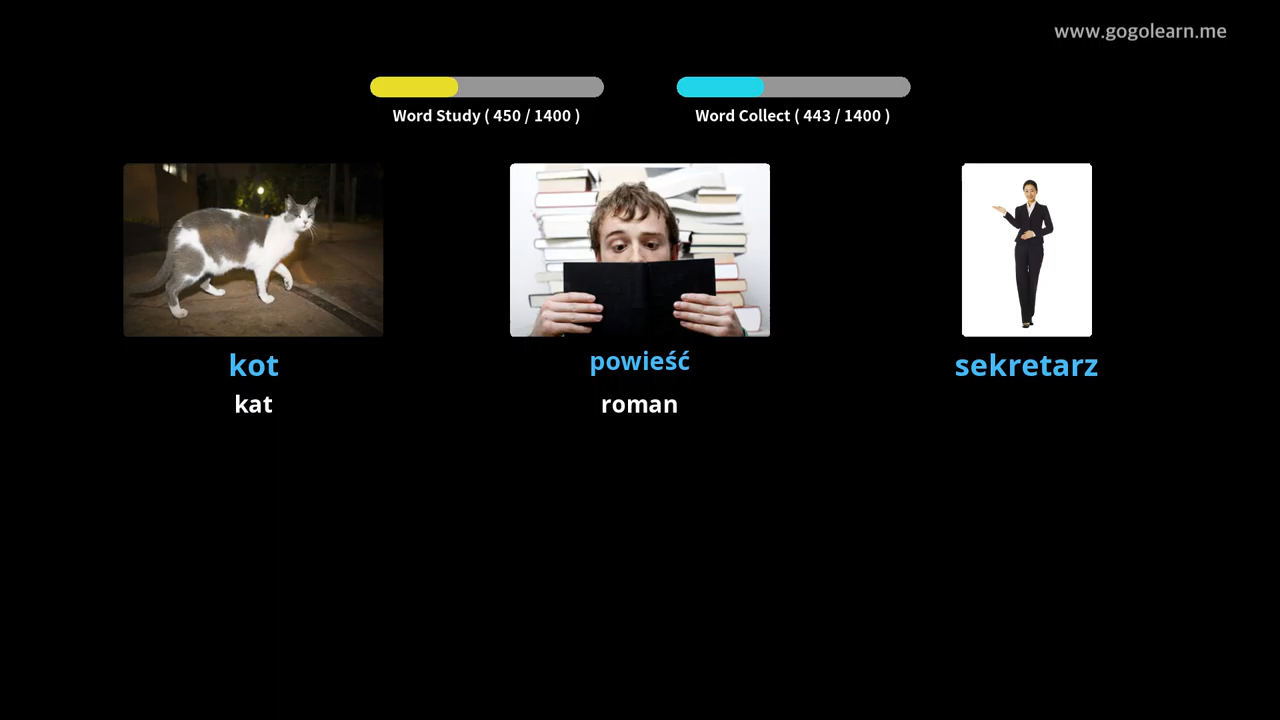 www.gogolearn.me
Word Study ( 450 / 1400 )
Word Collect ( 443 / 1400 )
kot
powieść
sekretarz
kat
roman